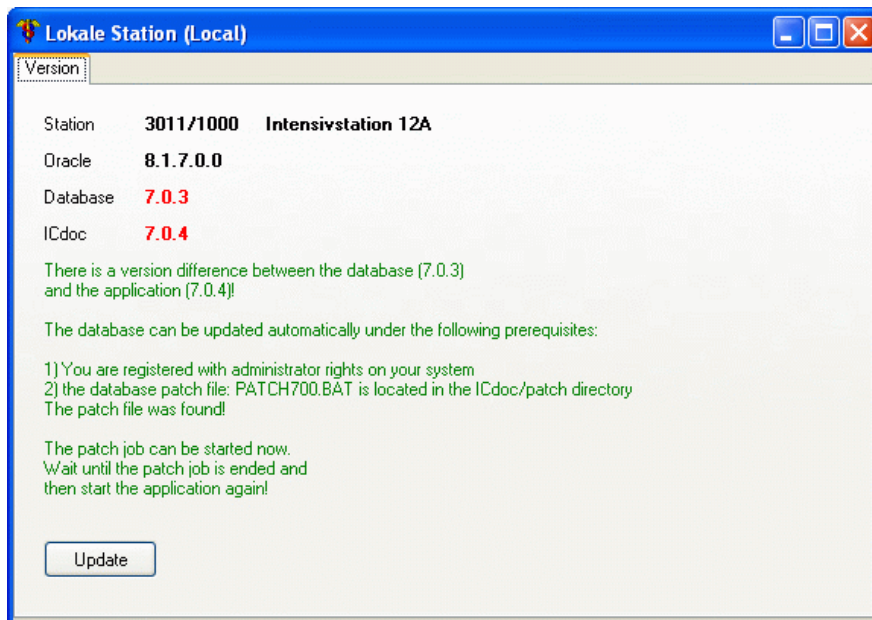 Lokale Station (Local)
Version
Station 3011/1000 Intensivstation 12A
Oracle 8.1.7.0.0
Database 7.0.3
ICdoc 7.0.4
There is a version difference between the database (7.0.3)
and the application (7.0.4)!
The database can be updated automatically under the following prerequisites:
1) You are registered with administrator rights on your system
2) the database patch file: PATCH700.BAT is located in the ICdoc/patch directory
The patch file was found!
The patch job can be started now.
Wait until the patch job is ended and
then start the application again!
Update